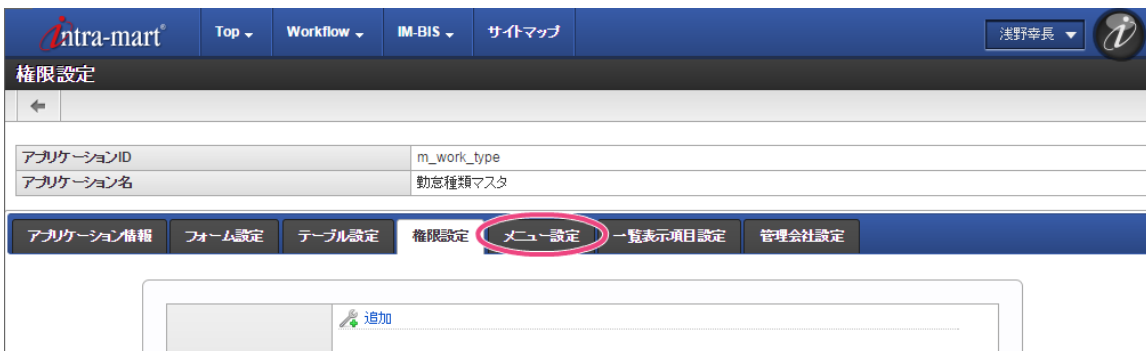 intra-mart® Top Workflow IM-BIS サイトマップ 浅野幸長
権限設定
アプリケーションID m_work_type
アプリケーション名 勤怠種類マスタ
アプリケーション情報 フォーム設定 テーブル設定 権限設定 メニュー設定 一覧表示項目設定 管理会社設定
追加